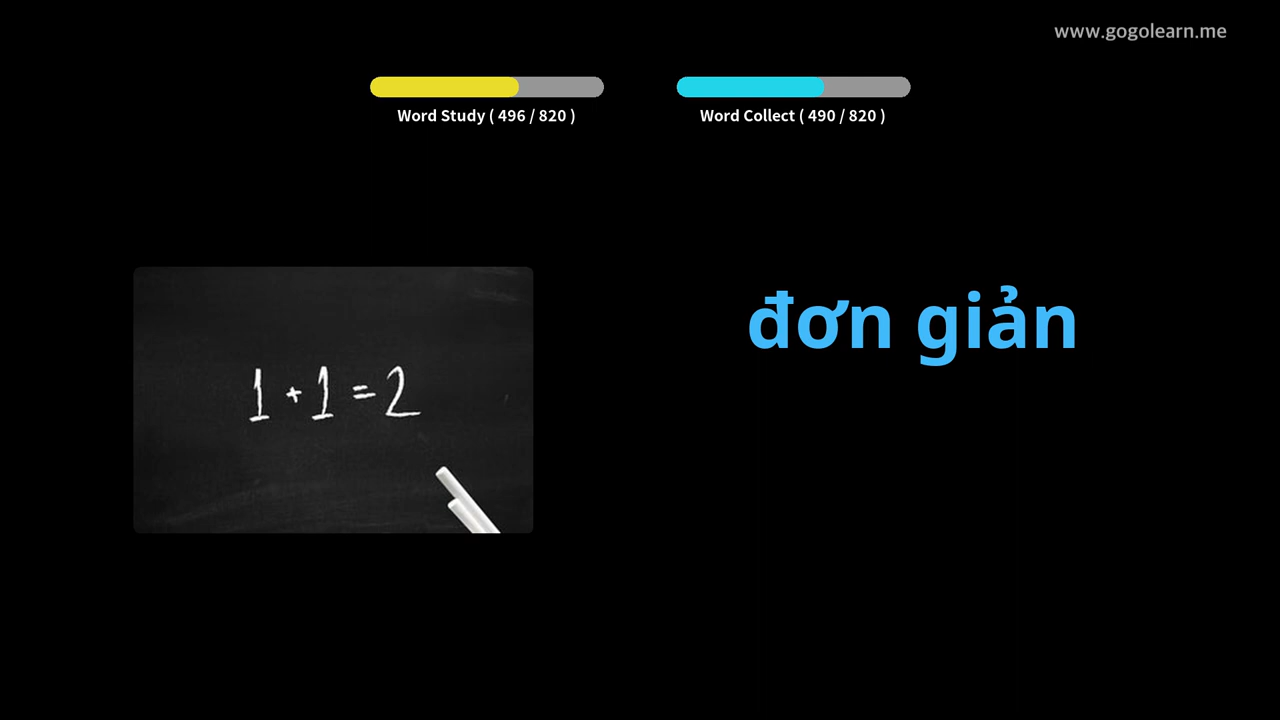 www.gogolearn.me
Word Study ( 496 / 820 )
Word Collect ( 490 / 820 )
1 + 1 = 2
đơn giản